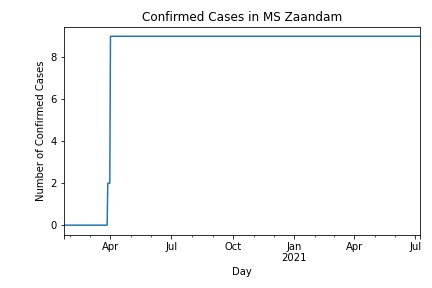 Confirmed Cases in MS Zaandam
Number of Confirmed Cases
8
6
4
2
0
Apr
Jul
Oct
Jan
2021
Apr
Jul
Day